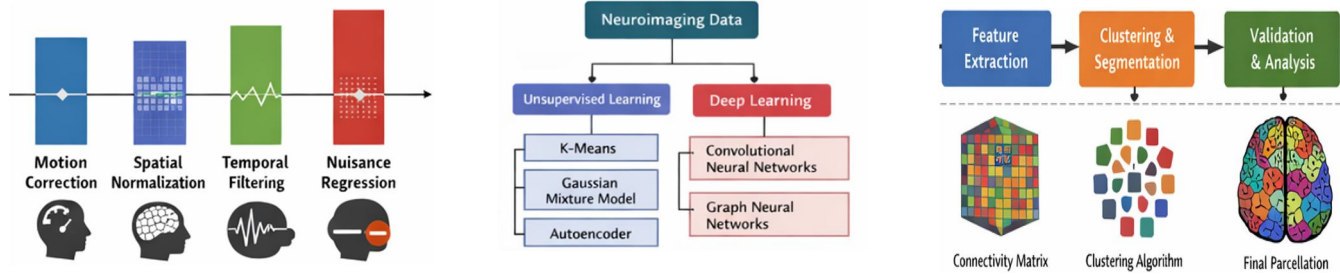 Motion
Correction
Spatial
Normalization
Temporal
Filtering
Nuisance
Regression
Neuroimaging Data
Unsupervised Learning
Deep Learning
K-Means
Gaussian
Mixture Model
Autoencoder
Convolutional
Neural Networks
Graph Neural
Networks
Feature
Extraction
Clustering &
Segmentation
Validation
& Analysis
Connectivity Matrix
Clustering Algorithm
Final Parcellation